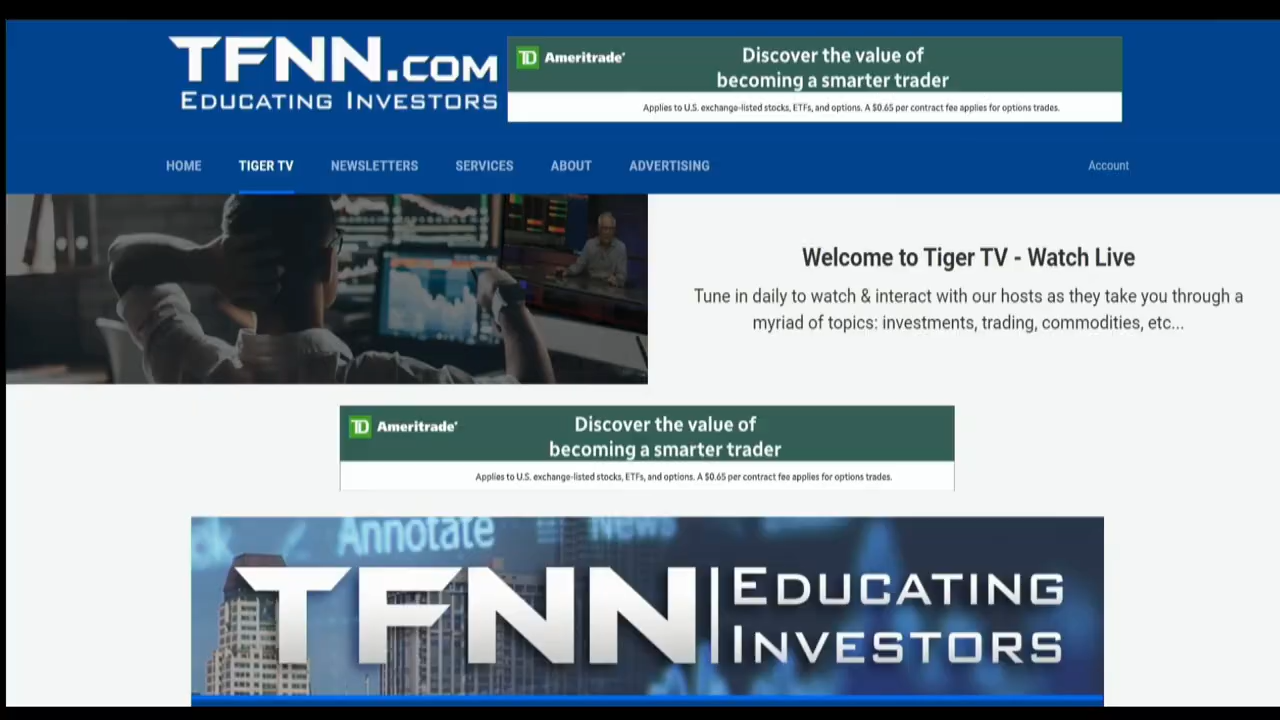 TFNN.COM
EDUCATING INVESTORS
TD Ameritrade®
Discover the value of
becoming a smarter trader
Applies to U.S. exchange-listed stocks, ETFs, and options. A $0.65 per contract fee applies for options trades.
HOME TIGER TV NEWSLETTERS SERVICES ABOUT ADVERTISING Account
Welcome to Tiger TV - Watch Live
Tune in daily to watch & interact with our hosts as they take you through a
myriad of topics: investments, trading, commodities, etc...
TD Ameritrade®
Discover the value of
becoming a smarter trader
Applies to U.S. exchange-listed stocks, ETFs, and options. A $0.65 per contract fee applies for options trades.
Annotate News
TFNN EDUCATING
INVESTORS